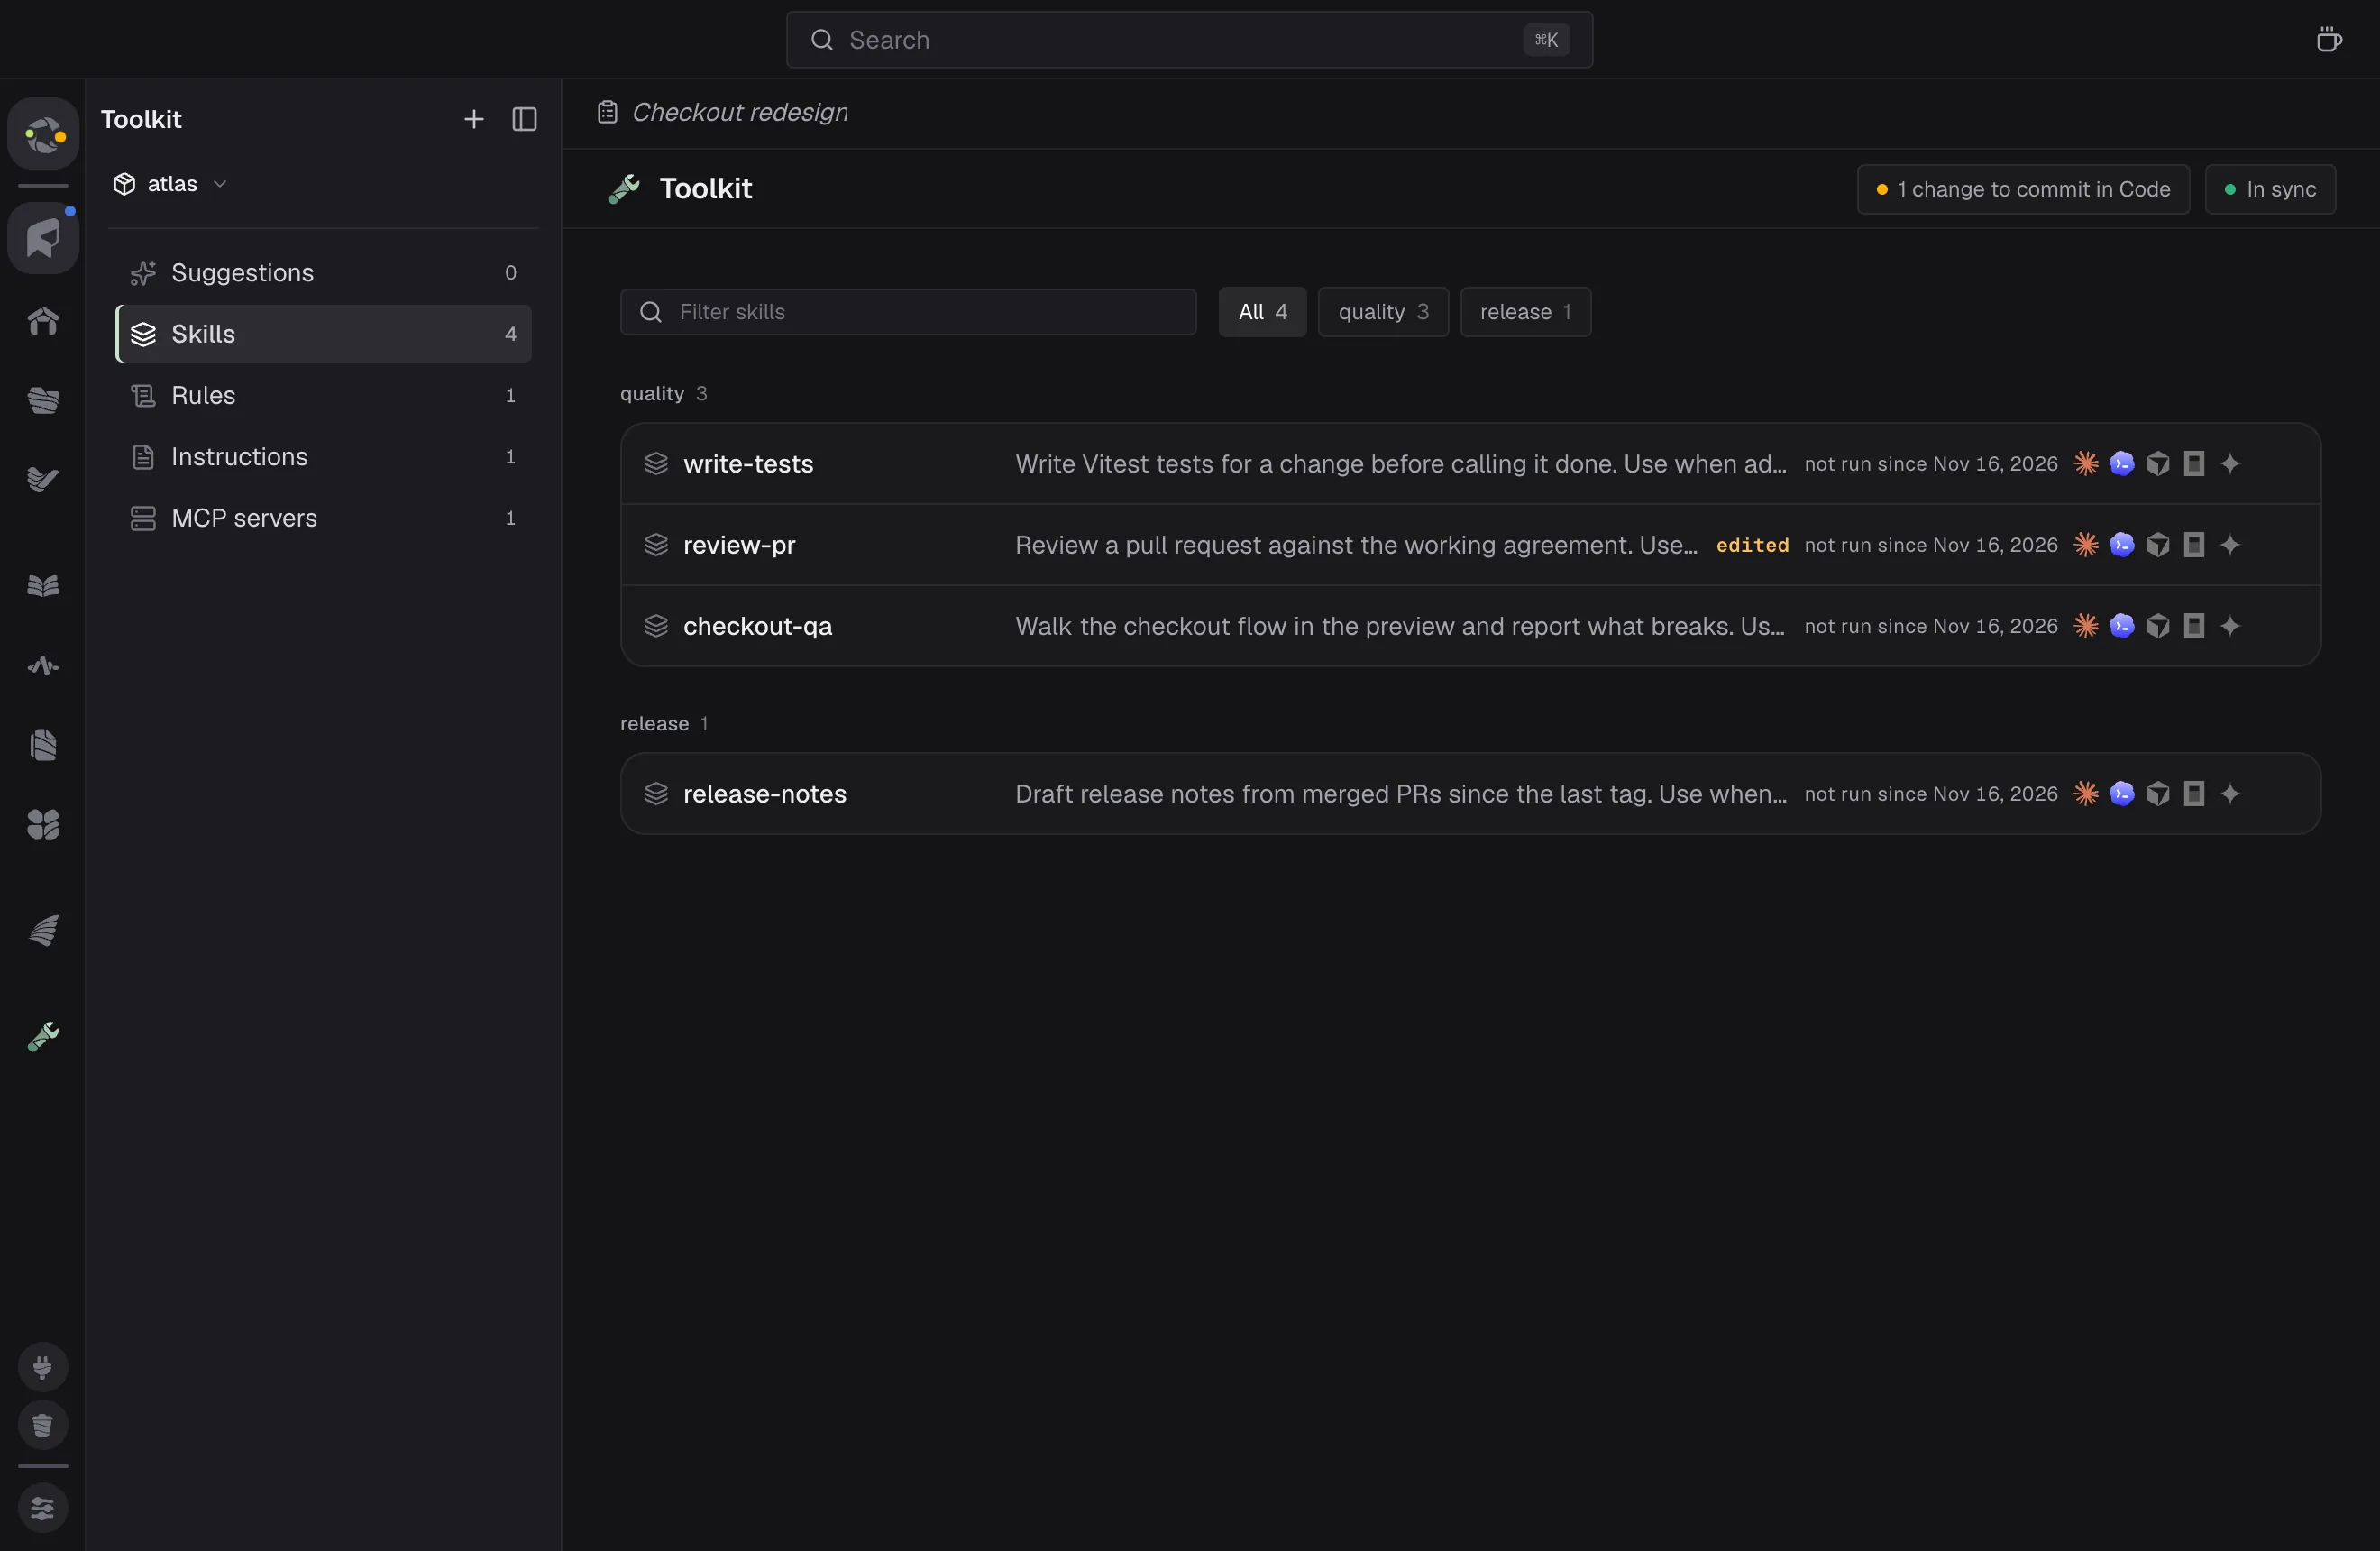 Search ⌘K
Toolkit
atlas
Suggestions 0
Skills 4
Rules 1
Instructions 1
MCP servers 1
Checkout redesign
Toolkit
1 change to commit in Code
In sync
Filter skills
All 4
quality 3
release 1
quality 3
write-tests Write Vitest tests for a change before calling it done. Use when ad... not run since Nov 16, 2026
review-pr Review a pull request against the working agreement. Use... edited not run since Nov 16, 2026
checkout-qa Walk the checkout flow in the preview and report what breaks. Us... not run since Nov 16, 2026
release 1
release-notes Draft release notes from merged PRs since the last tag. Use when... not run since Nov 16, 2026